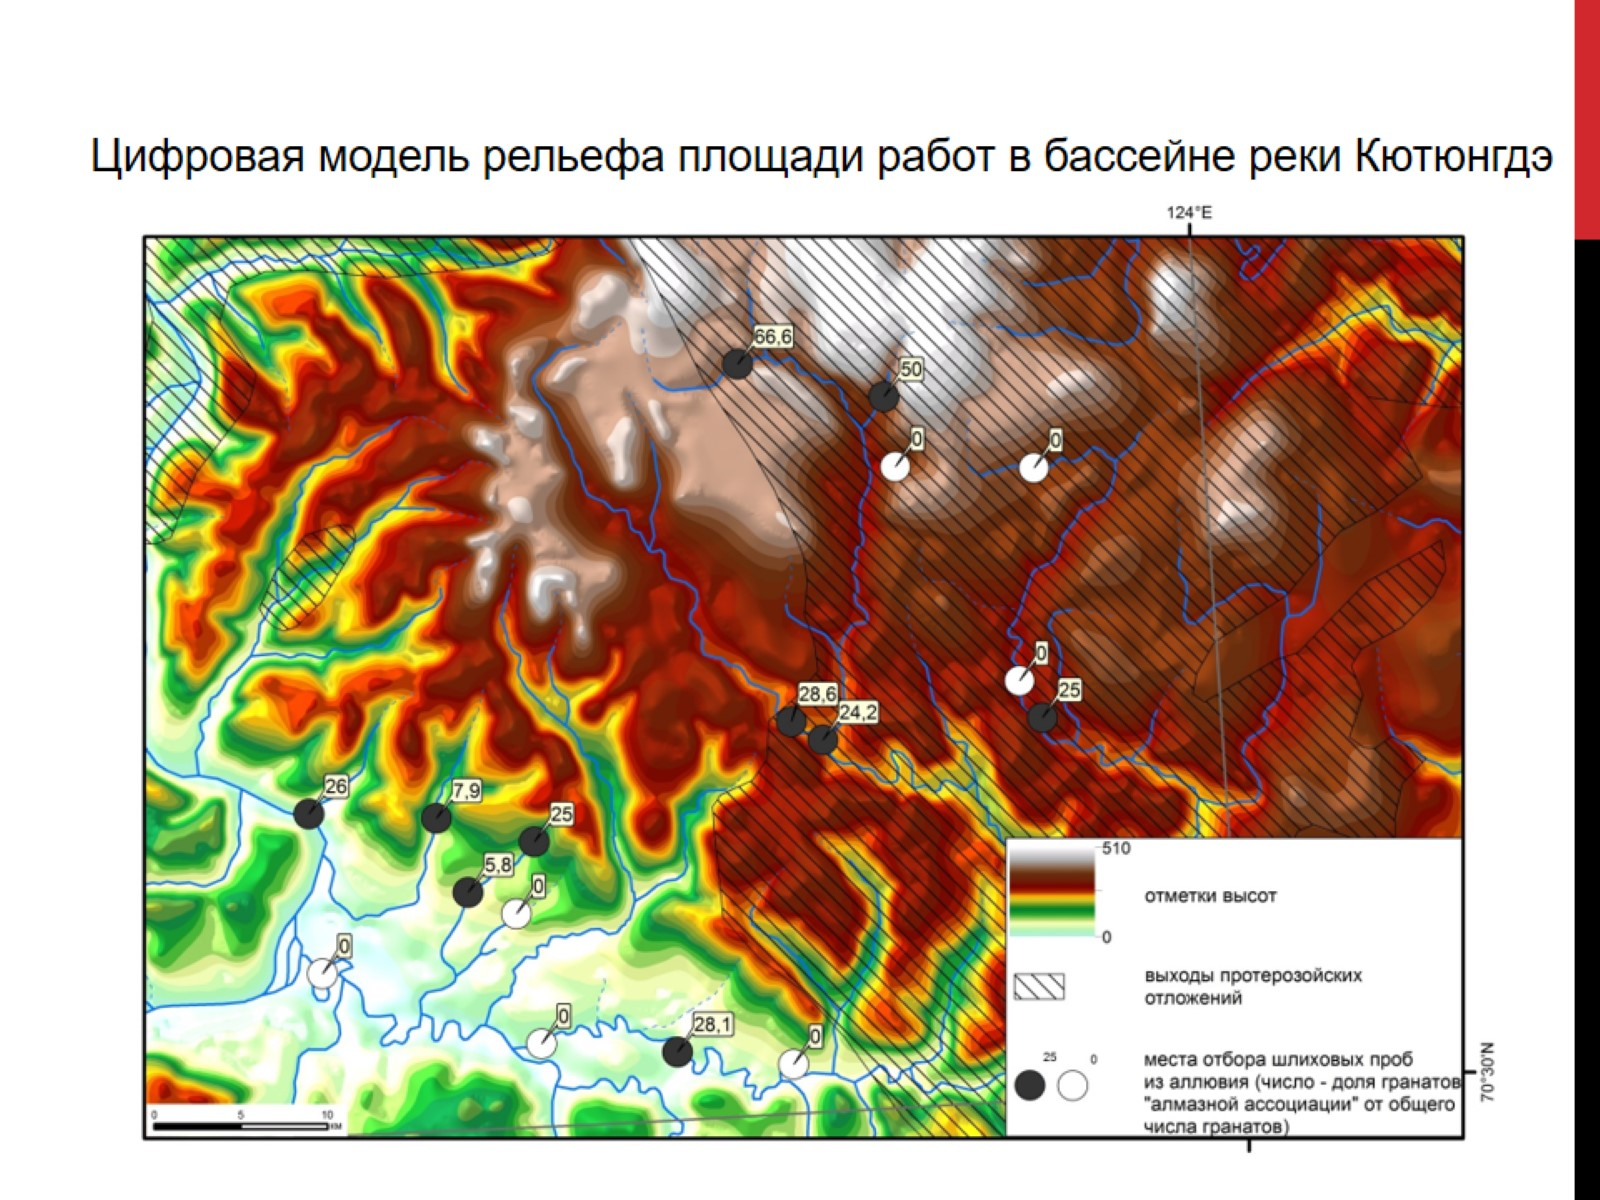 Цифровая модель рельефа площади работ в бассейне реки Кютюнгдэ
124°E
66,6
50
0
0
0
25
28,6
24,2
26
7,9
25
5,8
0
0
0
28,1
0
510
отметки высот
0
выходы протерозойских
отложений
25
0
места отбора шлиховых проб
из аллювия (число - доля гранатов
"алмазной ассоциации" от общего
числа гранатов)
70°30'N
0
5
10
км